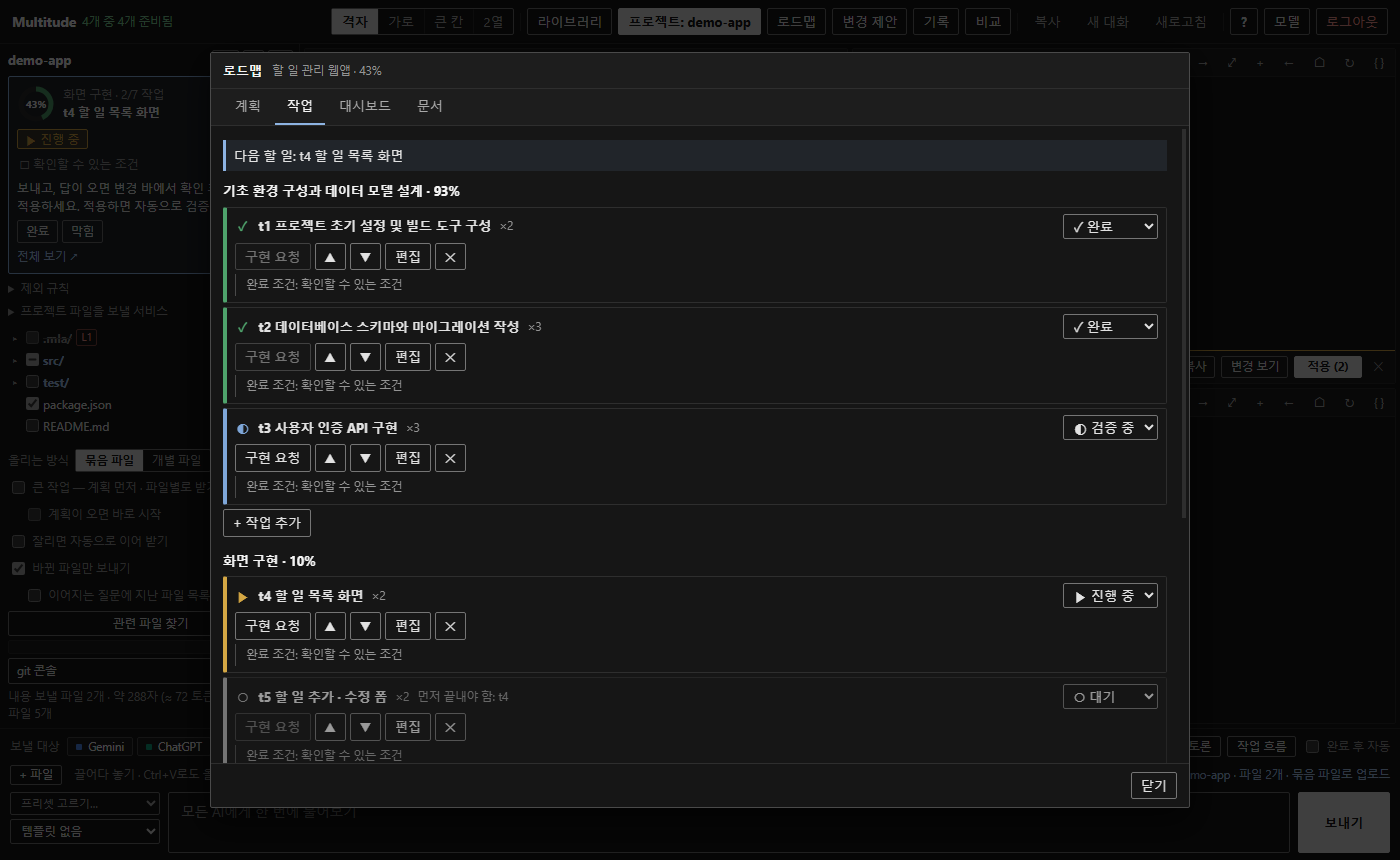 Multitude 4개 중 4개 준비됨
격자 가로 큰 칸 2열 라이브러리 프로젝트: demo-app 로드맵 변경 제안 기록 비교 복사 새 대화 새로고침 ? 모델 로그아웃
demo-app
43%
화면 구현 · 2/7 작업
t4 할 일 목록 화면
▶ 진행 중
□ 확인할 수 있는 조건
보내고, 답이 오면 변경 바에서 확인
적용하세요. 적용하면 자동으로 검증
완료 막힘
전체 보기 ↗
▶ 제외 규칙
▶ 프로젝트 파일을 보낼 서비스
.mla/ L1
src/
test/
package.json
README.md
올리는 방식 묶음 파일 개별 파일
큰 작업 — 계획 먼저 · 파일별로 받
계획이 오면 바로 시작
잘리면 자동으로 이어 받기
바뀐 파일만 보내기
이어지는 질문에 지난 파일 목록
관련 파일 찾기
git 콘솔
내용 보낼 파일 2개 · 약 288자 (≈ 72 토큰
파일 5개
보낼 대상 Gemini ChatGPT
+ 파일 끌어다 놓기 · Ctrl+V로도
프리셋 고르기...
템플릿 없음
모든 AI에게 한 번에 물어보기
로드맵 할 일 관리 웹앱 · 43%
계획 작업 대시보드 문서
다음 할 일: t4 할 일 목록 화면
기초 환경 구성과 데이터 모델 설계 · 93%
✓ t1 프로젝트 초기 설정 및 빌드 도구 구성 ×2 ✓ 완료
구현 요청 ▲ ▼ 편집 ✕
완료 조건: 확인할 수 있는 조건
✓ t2 데이터베이스 스키마와 마이그레이션 작성 ×3 ✓ 완료
구현 요청 ▲ ▼ 편집 ✕
완료 조건: 확인할 수 있는 조건
◐ t3 사용자 인증 API 구현 ×3 ◐ 검증 중
구현 요청 ▲ ▼ 편집 ✕
완료 조건: 확인할 수 있는 조건
+ 작업 추가
화면 구현 · 10%
▶ t4 할 일 목록 화면 ×2 ▶ 진행 중
구현 요청 ▲ ▼ 편집 ✕
완료 조건: 확인할 수 있는 조건
○ t5 할 일 추가 · 수정 폼 ×2 먼저 끝내야 함: t4 ○ 대기
구현 요청 ▲ ▼ 편집 ✕
완료 조건: 확인할 수 있는 조건
닫기
변경 보기 적용 (2) ✕
토론 작업 흐름 완료 후 자동
mo-app · 파일 2개 · 묶음 파일로 업로드
보내기